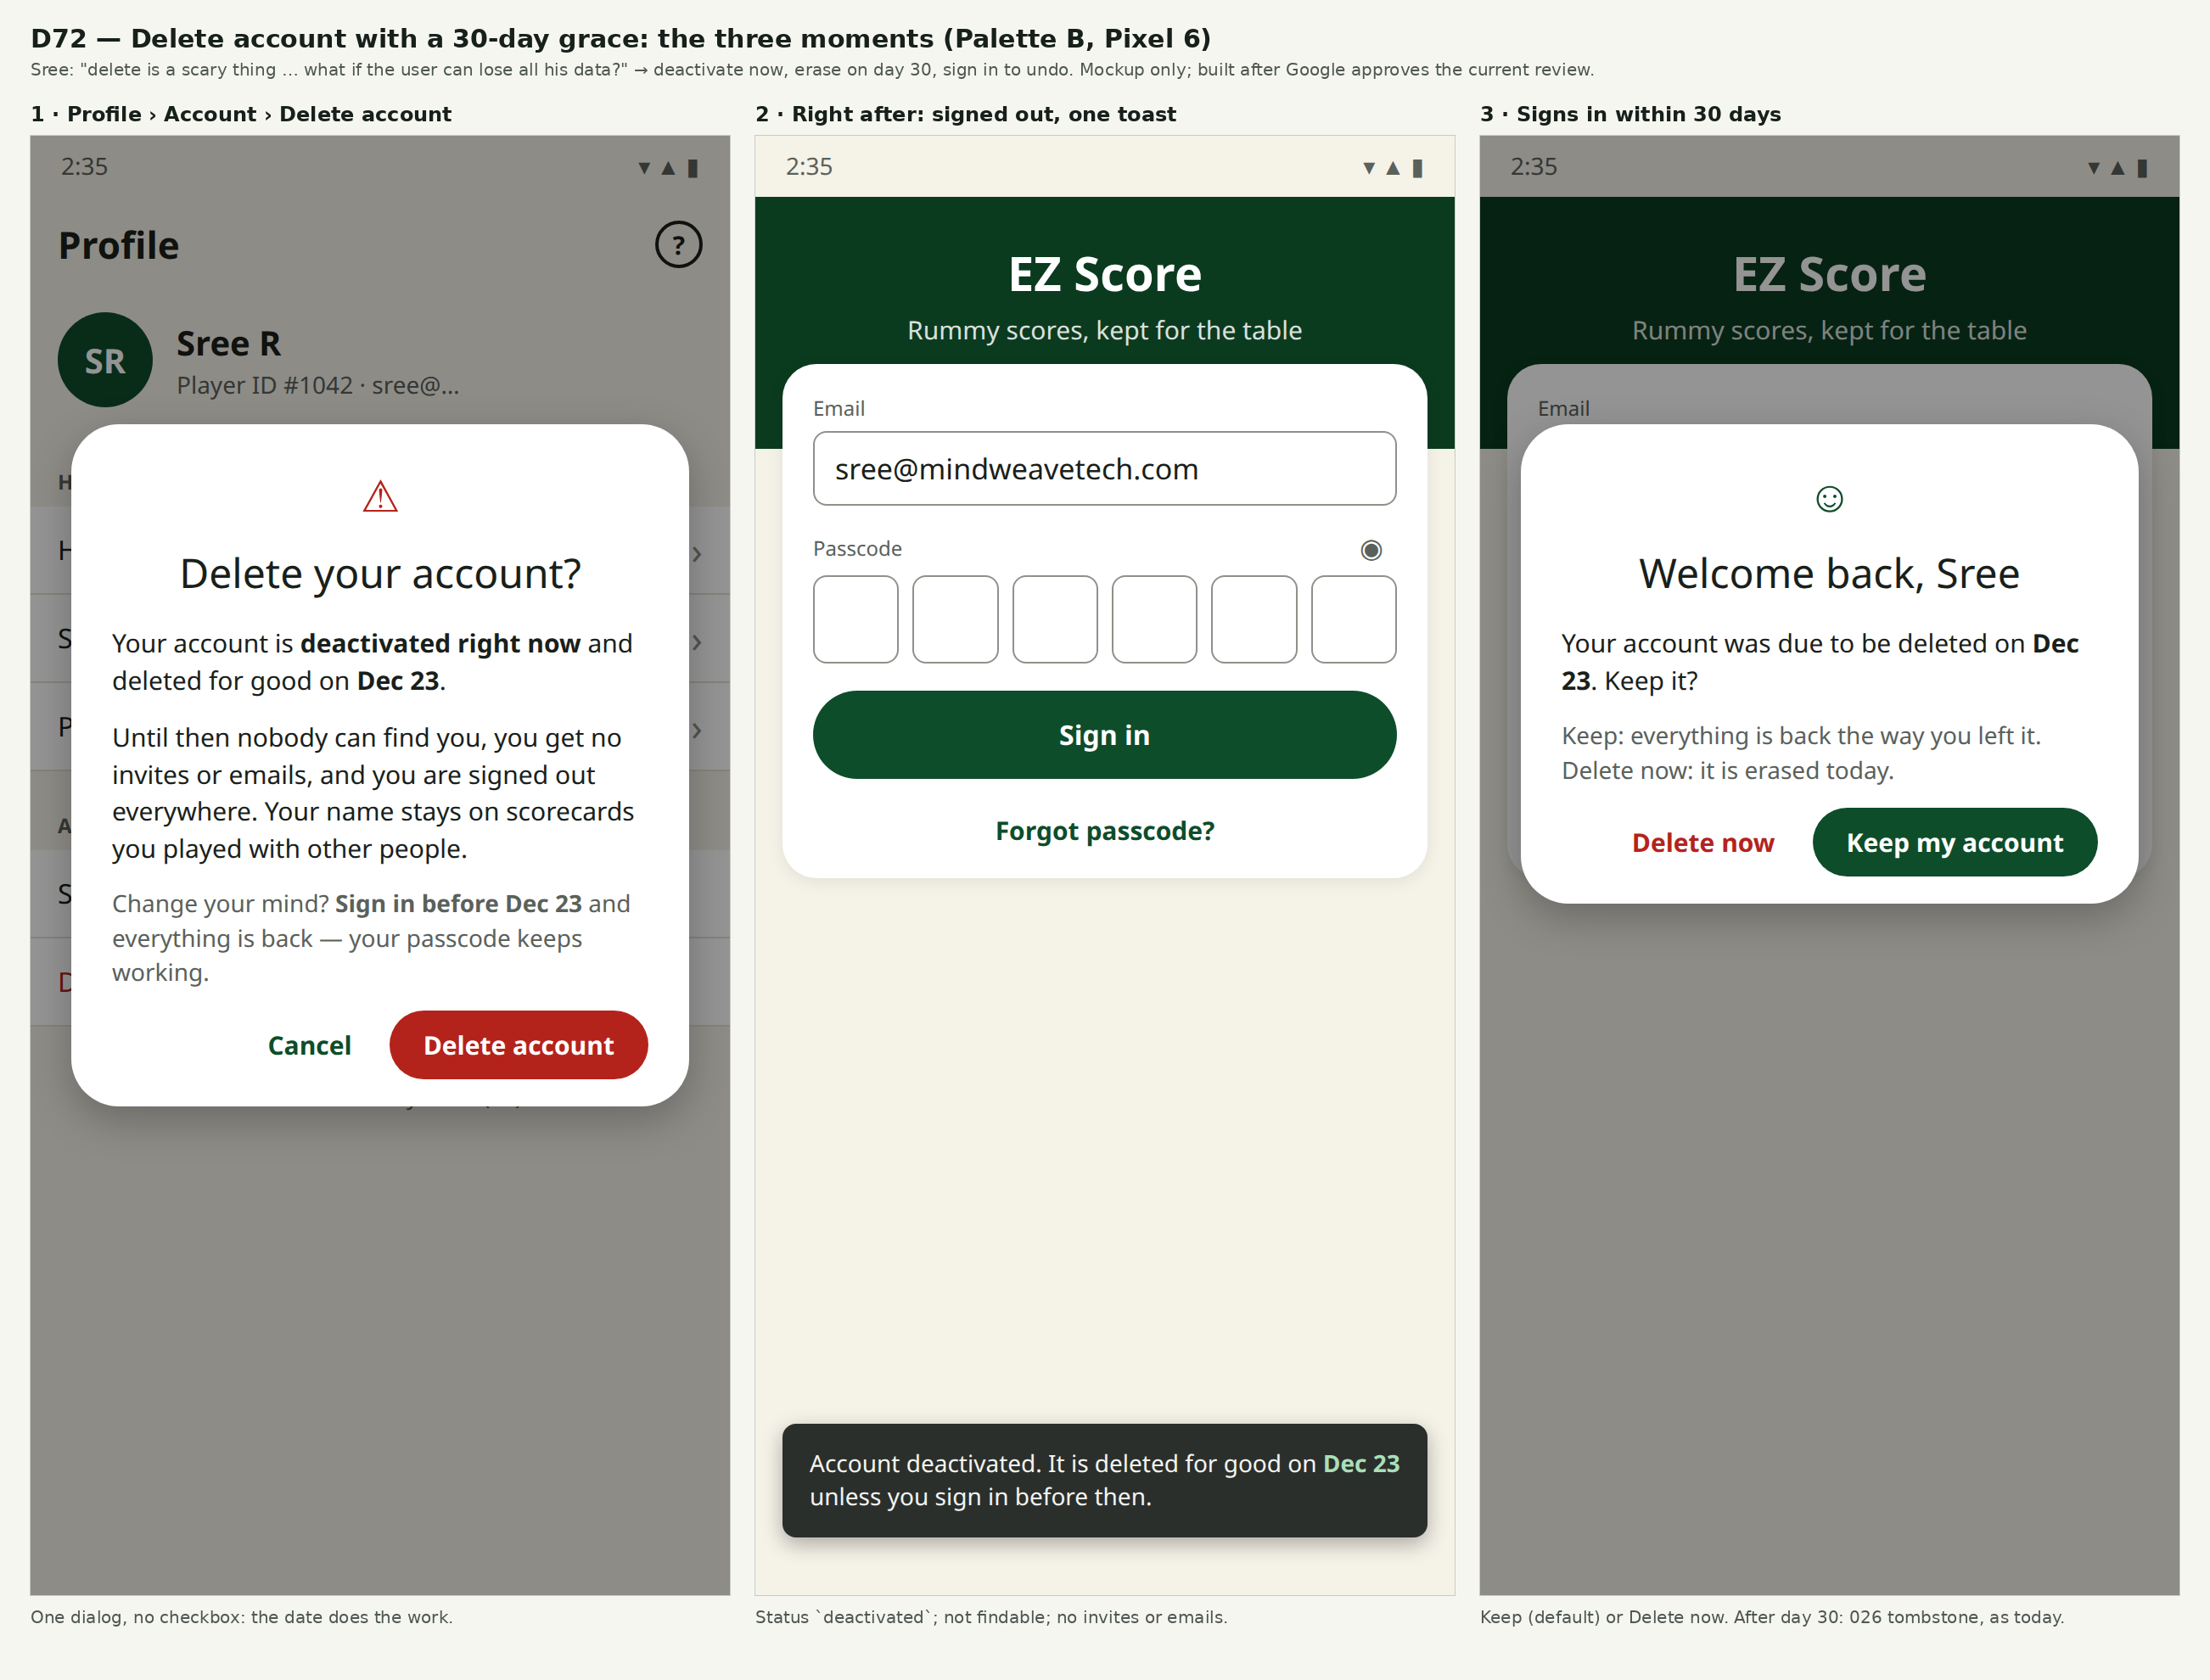 D72 — Delete account with a 30-day grace: the three moments (Palette B, Pixel 6)
Sree: "delete is a scary thing ... what if the user can lose all his data?" → deactivate now, erase on day 30, sign in to undo. Mockup only; built after Google approves the current review.
1 · Profile › Account › Delete account
2:35
Profile
?
SR
Sree R
Player ID #1042 · sree@...
H
H
S
P
A
S
D
Delete your account?
Your account is deactivated right now and
deleted for good on Dec 23.
Until then nobody can find you, you get no
invites or emails, and you are signed out
everywhere. Your name stays on scorecards
you played with other people.
Change your mind? Sign in before Dec 23 and
everything is back — your passcode keeps
working.
Cancel
Delete account
One dialog, no checkbox: the date does the work.
2 · Right after: signed out, one toast
2:35
EZ Score
Rummy scores, kept for the table
Email
sree@mindweavetech.com
Passcode
Sign in
Forgot passcode?
Account deactivated. It is deleted for good on Dec 23
unless you sign in before then.
Status `deactivated`; not findable; no invites or emails.
3 · Signs in within 30 days
2:35
EZ Score
Rummy scores, kept for the table
Email
Welcome back, Sree
Your account was due to be deleted on Dec
23. Keep it?
Keep: everything is back the way you left it.
Delete now: it is erased today.
Delete now
Keep my account
Keep (default) or Delete now. After day 30: 026 tombstone, as today.